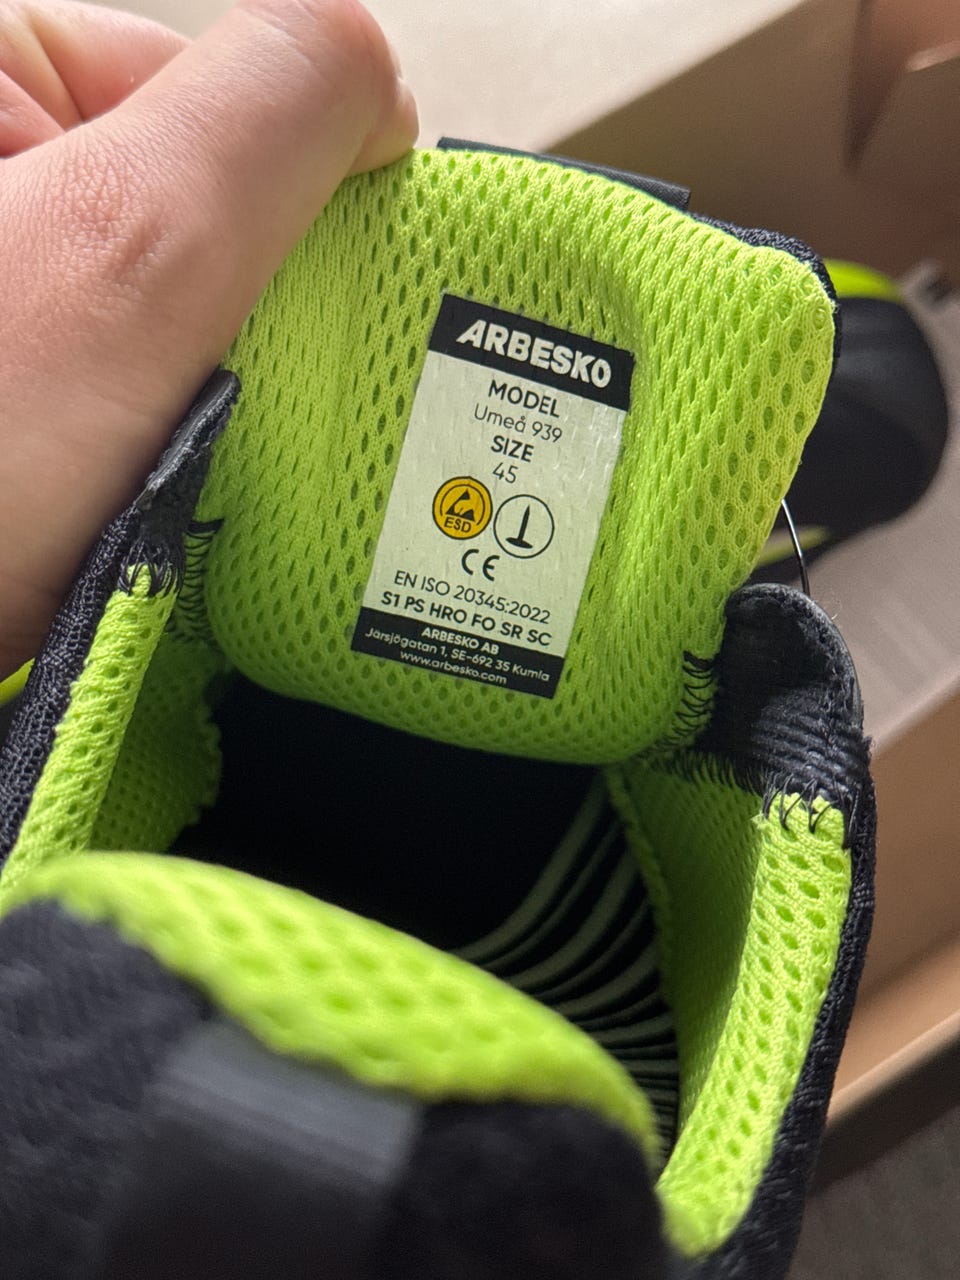 ARBESKO
MODEL
Umeå 939
SIZE
45
ESD
CE
EN ISO 20345:2022
S1 PS HRO FO SR SC
ARBESKO AB
Järsjögatan 1, SE-692 35 Kumla
www.arbesko.com